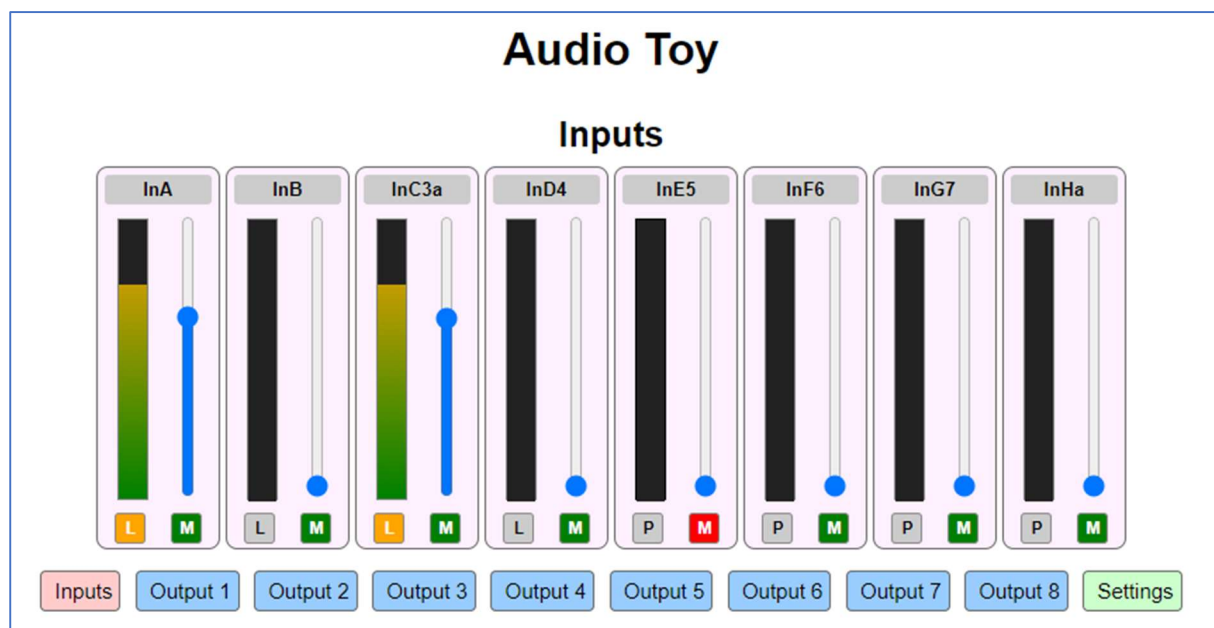 Audio Toy
Inputs
InA InB InC3a InD4 InE5 InF6 InG7 InHa
L M L M L M L M P M P M P M P M
Inputs Output 1 Output 2 Output 3 Output 4 Output 5 Output 6 Output 7 Output 8 Settings